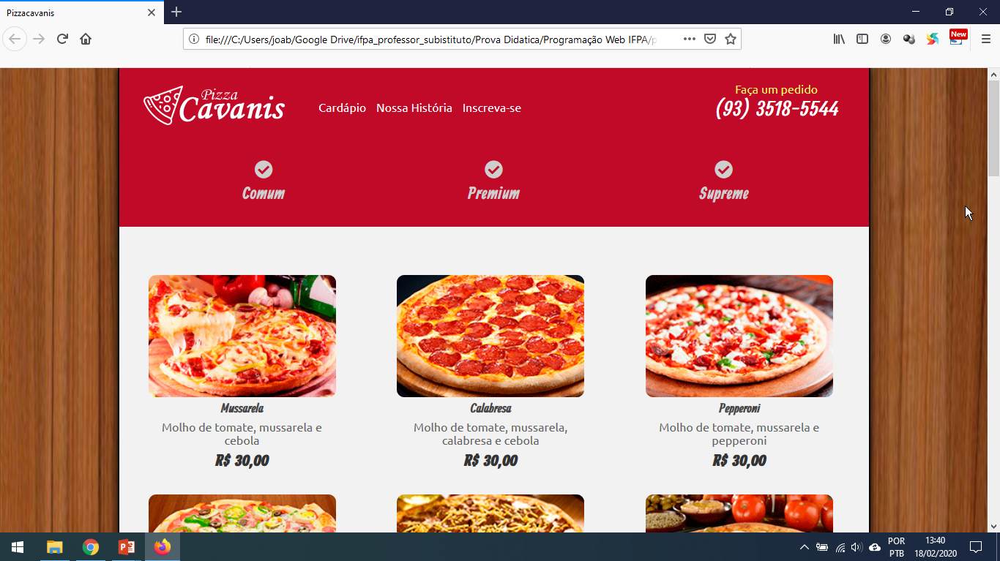 Pizzacavanis
file:///C:/Users/joab/Google Drive/ifpa_professor_subistituto/Prova Didatica/Programação Web IFPA/p
New
Pizza
Cavanis
Cardápio Nossa História Inscreva-se
Faça um pedido
(93) 3518-5544
Comum Premium Supreme
Mussarela
Molho de tomate, mussarela e
cebola
R$ 30,00
Calabresa
Molho de tomate, mussarela,
calabresa e cebola
R$ 30,00
Pepperoni
Molho de tomate, mussarela e
pepperoni
R$ 30,00
POR
PTB
13:40
18/02/2020